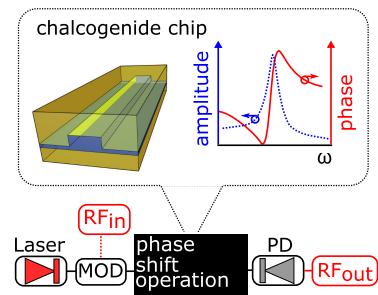 chalcogenide chip
amplitude
phase
ω
RFin
Laser
MOD
phase
shift
operation
PD
RFout